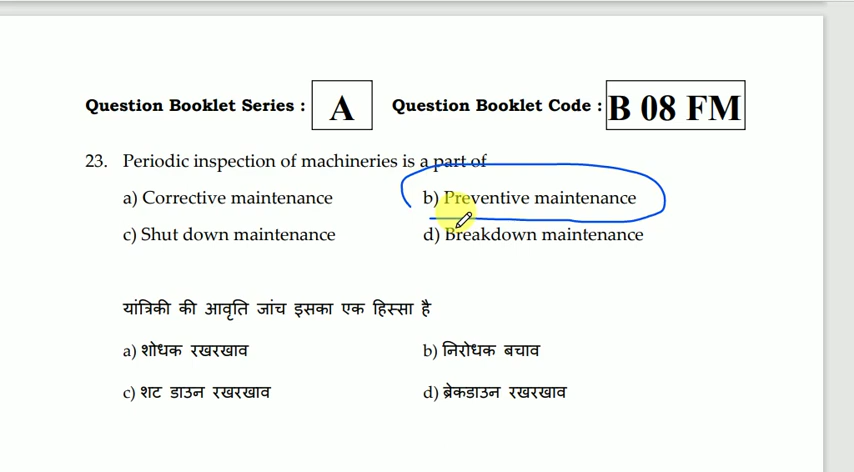 Question Booklet Series : A Question Booklet Code : B 08 FM
23. Periodic inspection of machineries is a part of
a) Corrective maintenance b) Preventive maintenance
c) Shut down maintenance d) Breakdown maintenance
यांत्रिकी की आवृति जांच इसका एक हिस्सा है
a) शोधक रखरखाव b) निरोधक बचाव
c) शट डाउन रखरखाव d) ब्रेकडाउन रखरखाव